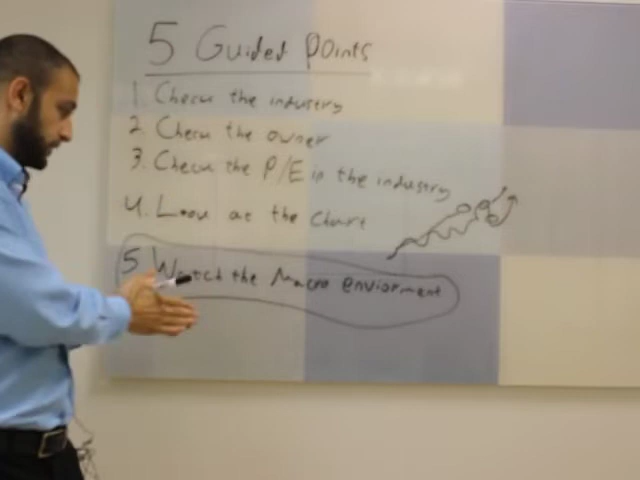 5 Guided Points
1 Check the industry
2. Check the owner
3. Check the P/E in the industry
4. Look at the Chart
5 Watch the Macro enviorment